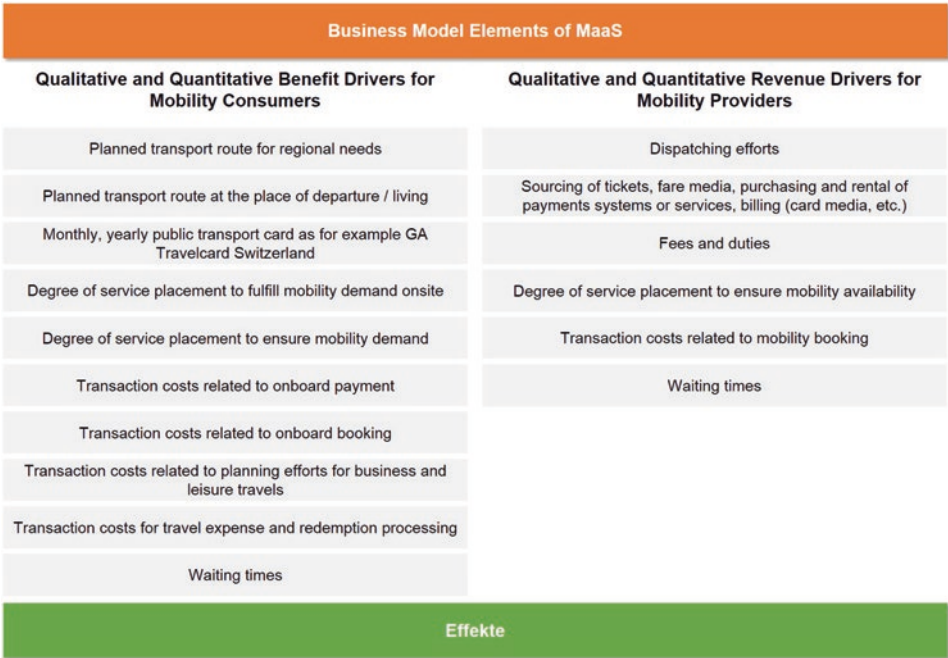 Business Model Elements of MaaS
Qualitative and Quantitative Benefit Drivers for
Mobility Consumers
Planned transport route for regional needs
Planned transport route at the place of departure / living
Monthly, yearly public transport card as for example GA
Travelcard Switzerland
Degree of service placement to fulfill mobility demand onsite
Degree of service placement to ensure mobility demand
Transaction costs related to onboard payment
Transaction costs related to onboard booking
Transaction costs related to planning efforts for business and
leisure travels
Transaction costs for travel expense and redemption processing
Waiting times
Qualitative and Quantitative Revenue Drivers for
Mobility Providers
Dispatching efforts
Sourcing of tickets, fare media, purchasing and rental of
payments systems or services, billing (card media, etc.)
Fees and duties
Degree of service placement to ensure mobility availability
Transaction costs related to mobility booking
Waiting times
Effekte